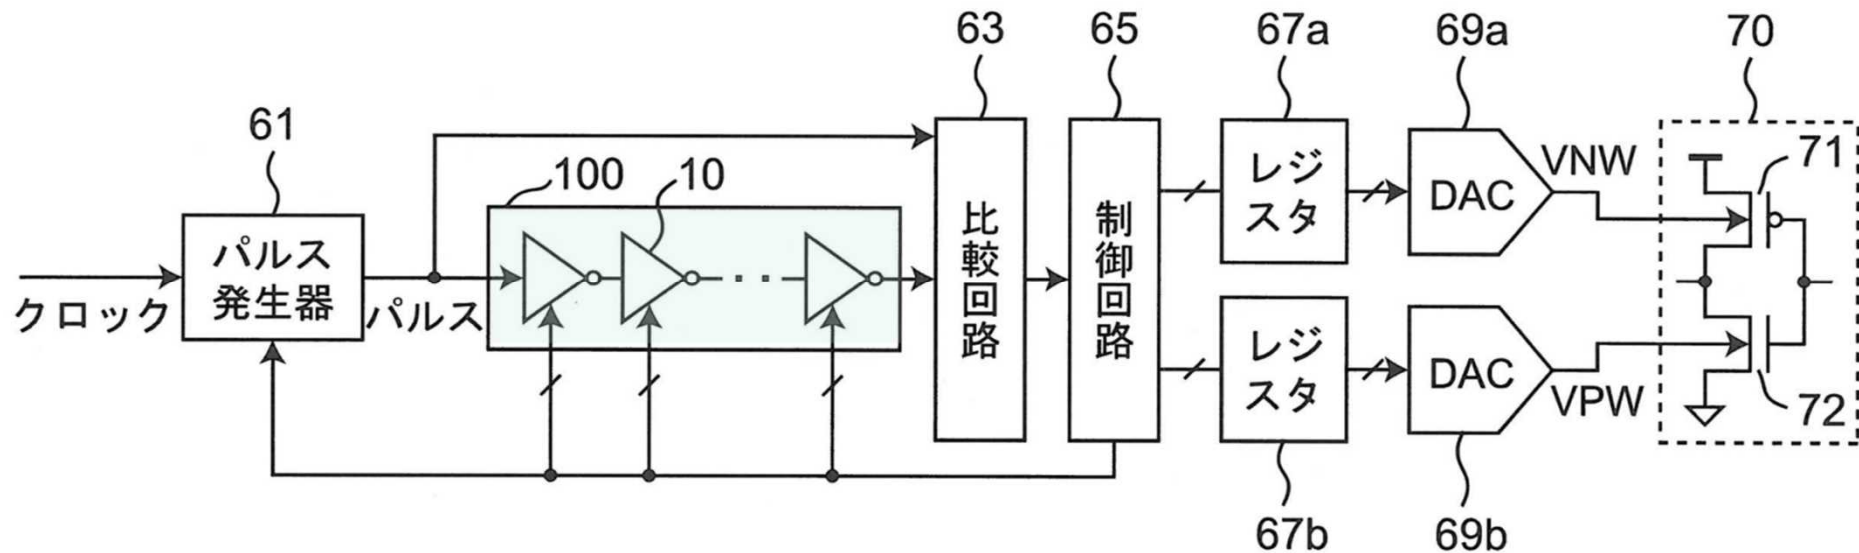 63
65
67a
69a
70
61
100
10
71
VNW
パルス
発生器
クロック
パルス
比較回路
制御回路
レジ
スタ
DAC
レジ
スタ
DAC
VPW
72
67b
69b